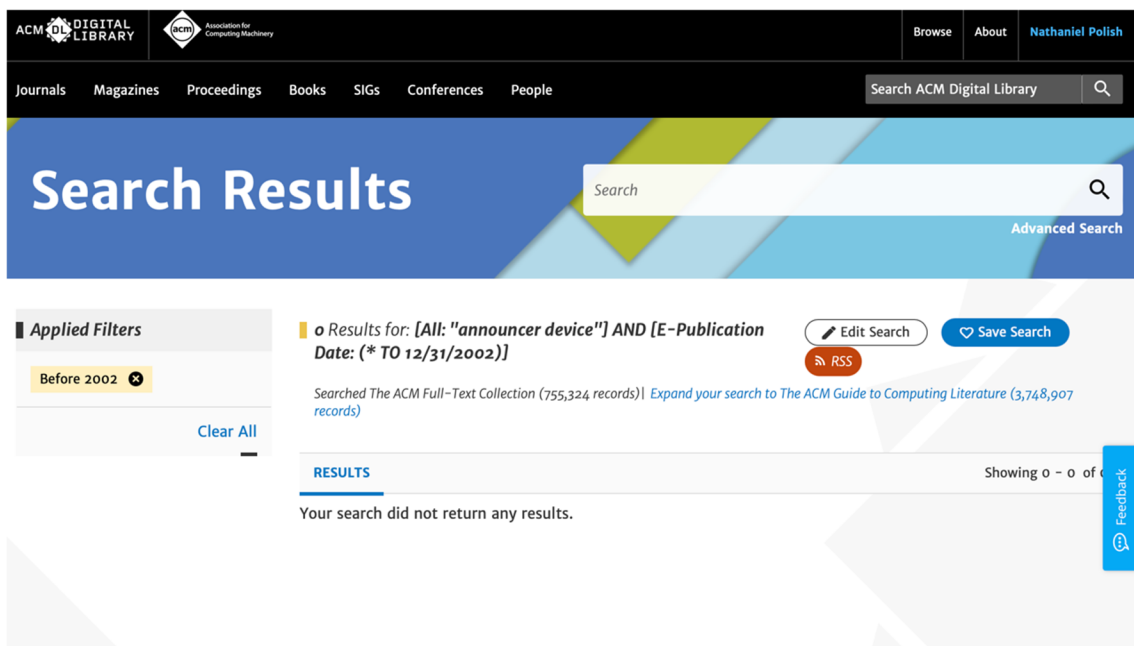 ACM DL DIGITAL LIBRARY
acm Association for Computing Machinery
Browse About Nathaniel Polish
Journals Magazines Proceedings Books SIGs Conferences People
Search ACM Digital Library
Search Results
Search
Advanced Search
Applied Filters
Before 2002
Clear All
0 Results for: [All: "announcer device"] AND [E-Publication
Date: (* TO 12/31/2002)]
Edit Search
Save Search
RSS
Searched The ACM Full-Text Collection (755,324 records)| Expand your search to The ACM Guide to Computing Literature (3,748,907
records)
RESULTS
Showing 0 - 0 of
Your search did not return any results.
Feedback